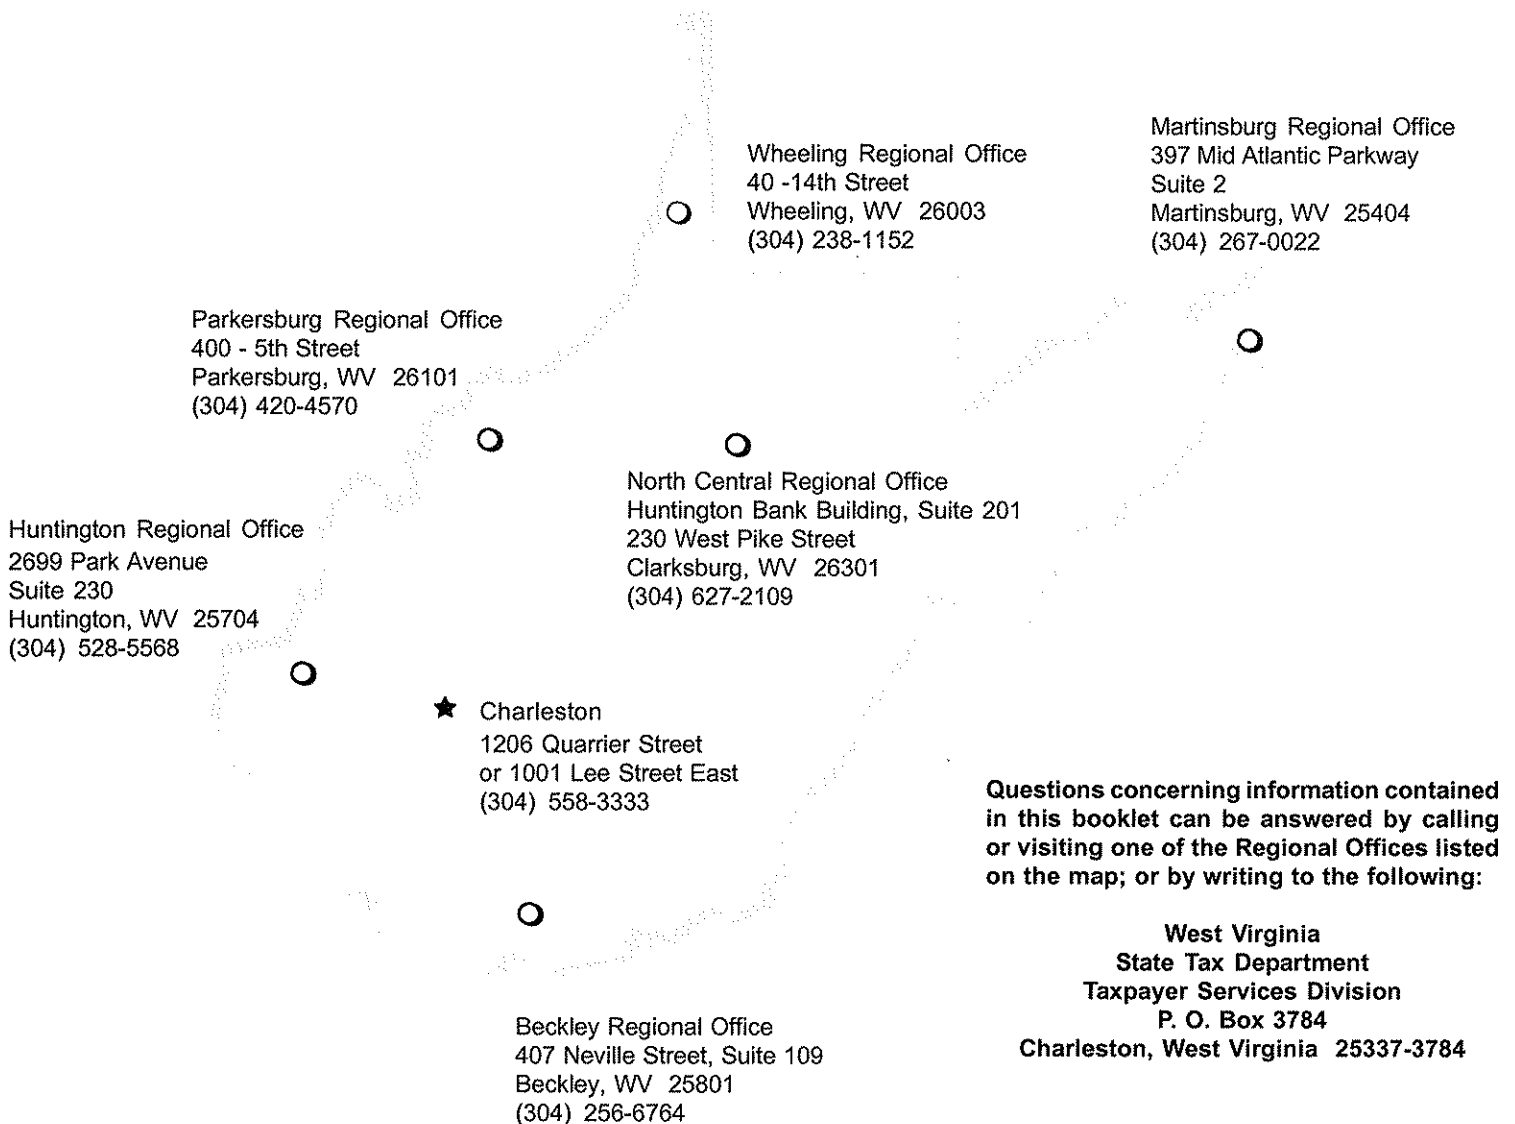 Wheeling Regional Office
40 -14th Street
Wheeling, WV 26003
(304) 238-1152
Martinsburg Regional Office
397 Mid Atlantic Parkway
Suite 2
Martinsburg, WV 25404
(304) 267-0022
Parkersburg Regional Office
400 - 5th Street
Parkersburg, WV 26101
(304) 420-4570
North Central Regional Office
Huntington Bank Building, Suite 201
230 West Pike Street
Clarksburg, WV 26301
(304) 627-2109
Huntington Regional Office
2699 Park Avenue
Suite 230
Huntington, WV 25704
(304) 528-5568
Charleston
1206 Quarrier Street
or 1001 Lee Street East
(304) 558-3333
Questions concerning information contained
in this booklet can be answered by calling
or visiting one of the Regional Offices listed
on the map; or by writing to the following:
West Virginia
State Tax Department
Taxpayer Services Division
P. O. Box 3784
Charleston, West Virginia 25337-3784
Beckley Regional Office
407 Neville Street, Suite 109
Beckley, WV 25801
(304) 256-6764